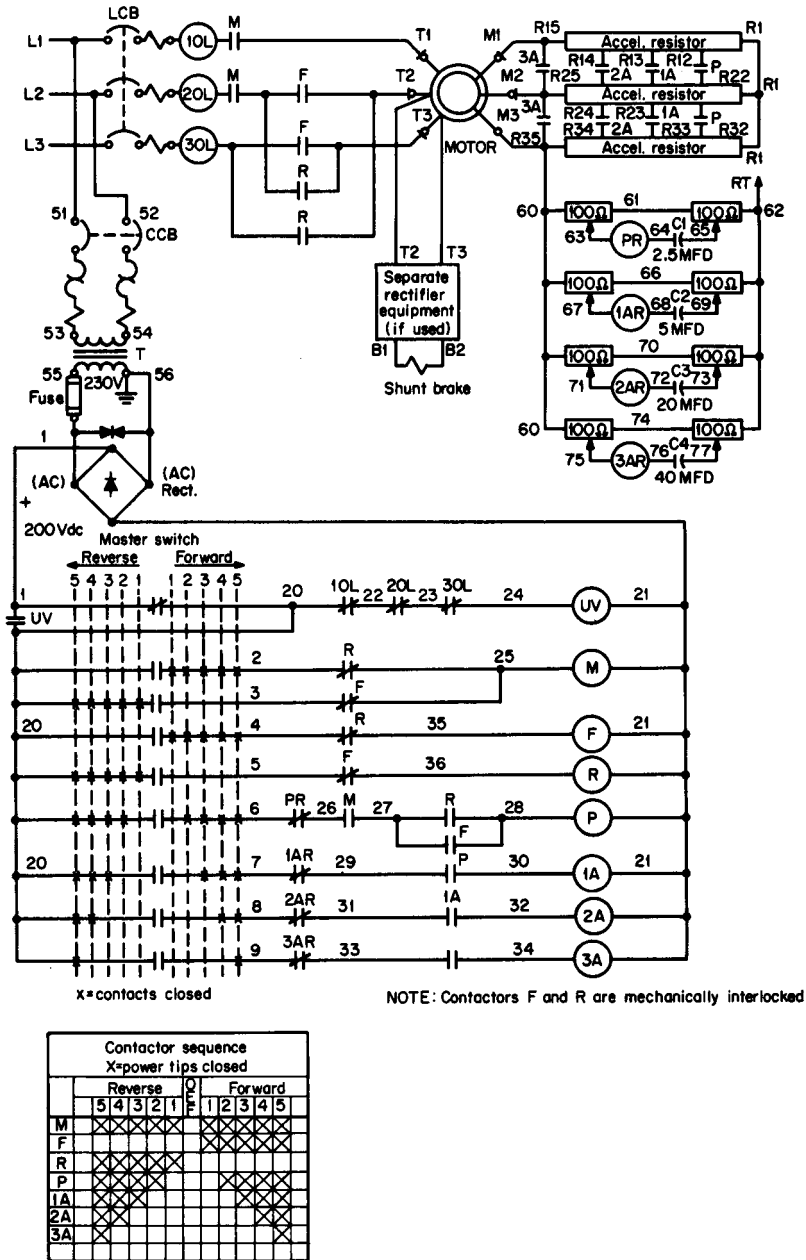 LCB
L1
10L
M
T1
M1
R15
Accel. resistor
R1
3A
R14
R13
R12
P
R25
2A
1A
R22
L2
20L
M
F
T2
M2
Accel. resistor
R1
3A
R24
R23
1A
P
R34
2A
R33
R32
L3
30L
F
T3
M3
R35
Accel. resistor
R1
MOTOR
R
R
RT
51
52
CCB
60
100Ω
61
100Ω
62
63
PR
64
C1
65
2.5 MFD
T2
T3
Separate
rectifier
equipment
(if used)
B1
B2
Shunt brake
100Ω
66
100Ω
67
1AR
68
C2
69
5 MFD
53
54
T
55
230V
56
Fuse
100Ω
70
100Ω
71
2AR
72
C3
73
20 MFD
60
100Ω
74
100Ω
75
3AR
76
C4
77
40 MFD
1
(AC)
(AC)
Rect.
+
200Vdc
Master switch
Reverse
Forward
5 4 3 2 1 1 2 3 4 5
1
20
10L
22
20L
23
30L
24
UV
21
UV
2
R
25
M
3
F
20
4
R
35
F
21
5
F
36
R
6
PR
26
M
27
R
28
P
F
20
7
1AR
29
P
30
1A
21
8
2AR
31
1A
32
2A
9
3AR
33
34
3A
x=contacts closed
NOTE: Contactors F and R are mechanically interlocked
Contactor sequence
X=power tips closed
Reverse
OFF
Forward
5 4 3 2 1 1 2 3 4 5
M X X X X X X X X X X
F X X X X X
R X X X X X
P X X X X X X X X
1A X X X X X X
2A X X X X
3A X X